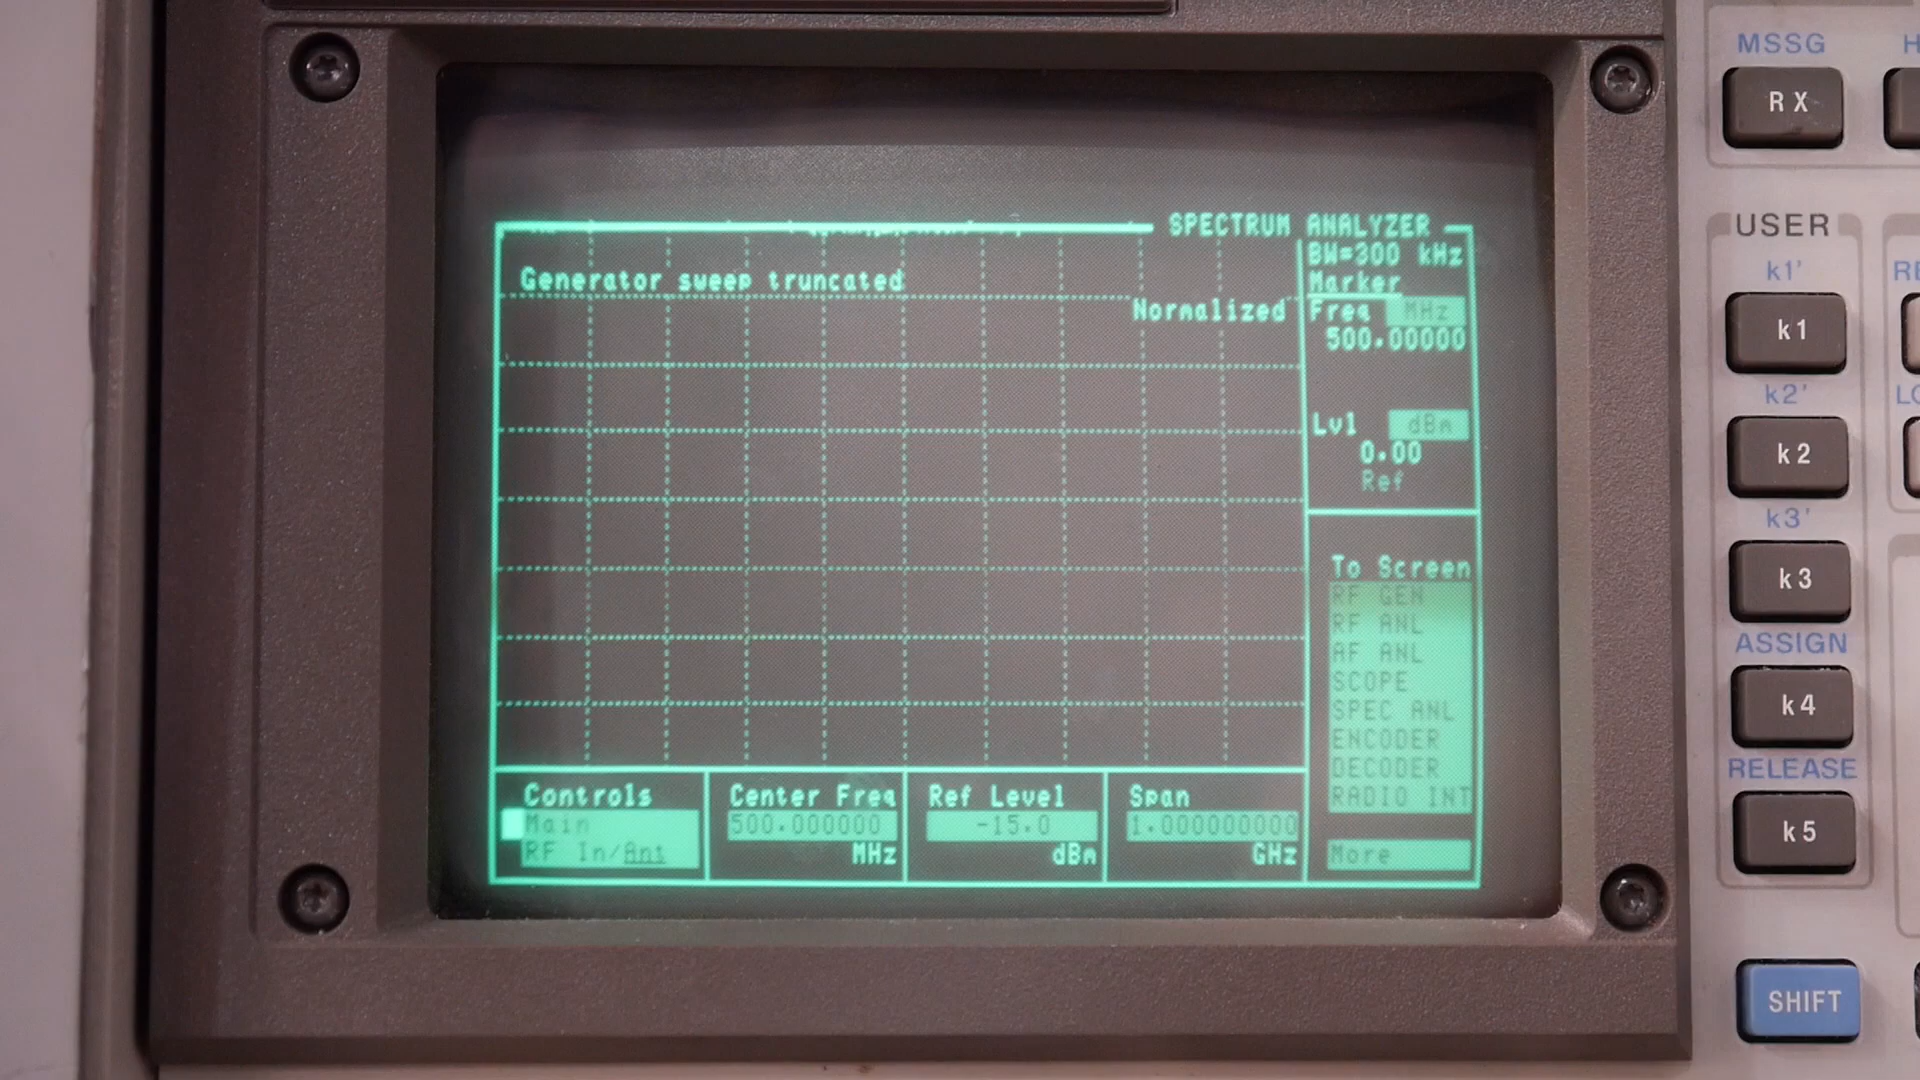 SPECTRUM ANALYZER
BW=300 kHz
Generator sweep truncated
Marker
Normalized
Freq MHz
500.00000
Lvl dBm
0.00
Ref
To Screen
RF GEN
RF ANL
AF ANL
SCOPE
SPEC ANL
ENCODER
DECODER
RADIO INT
More
Controls
Main
RF In/Ant
Center Freq
500.000000
MHz
Ref Level
-15.0
dBm
Span
1.000000000
GHz
MSSG
RX
USER
k1'
k1
k2'
k2
k3'
k3
ASSIGN
k4
RELEASE
k5
SHIFT